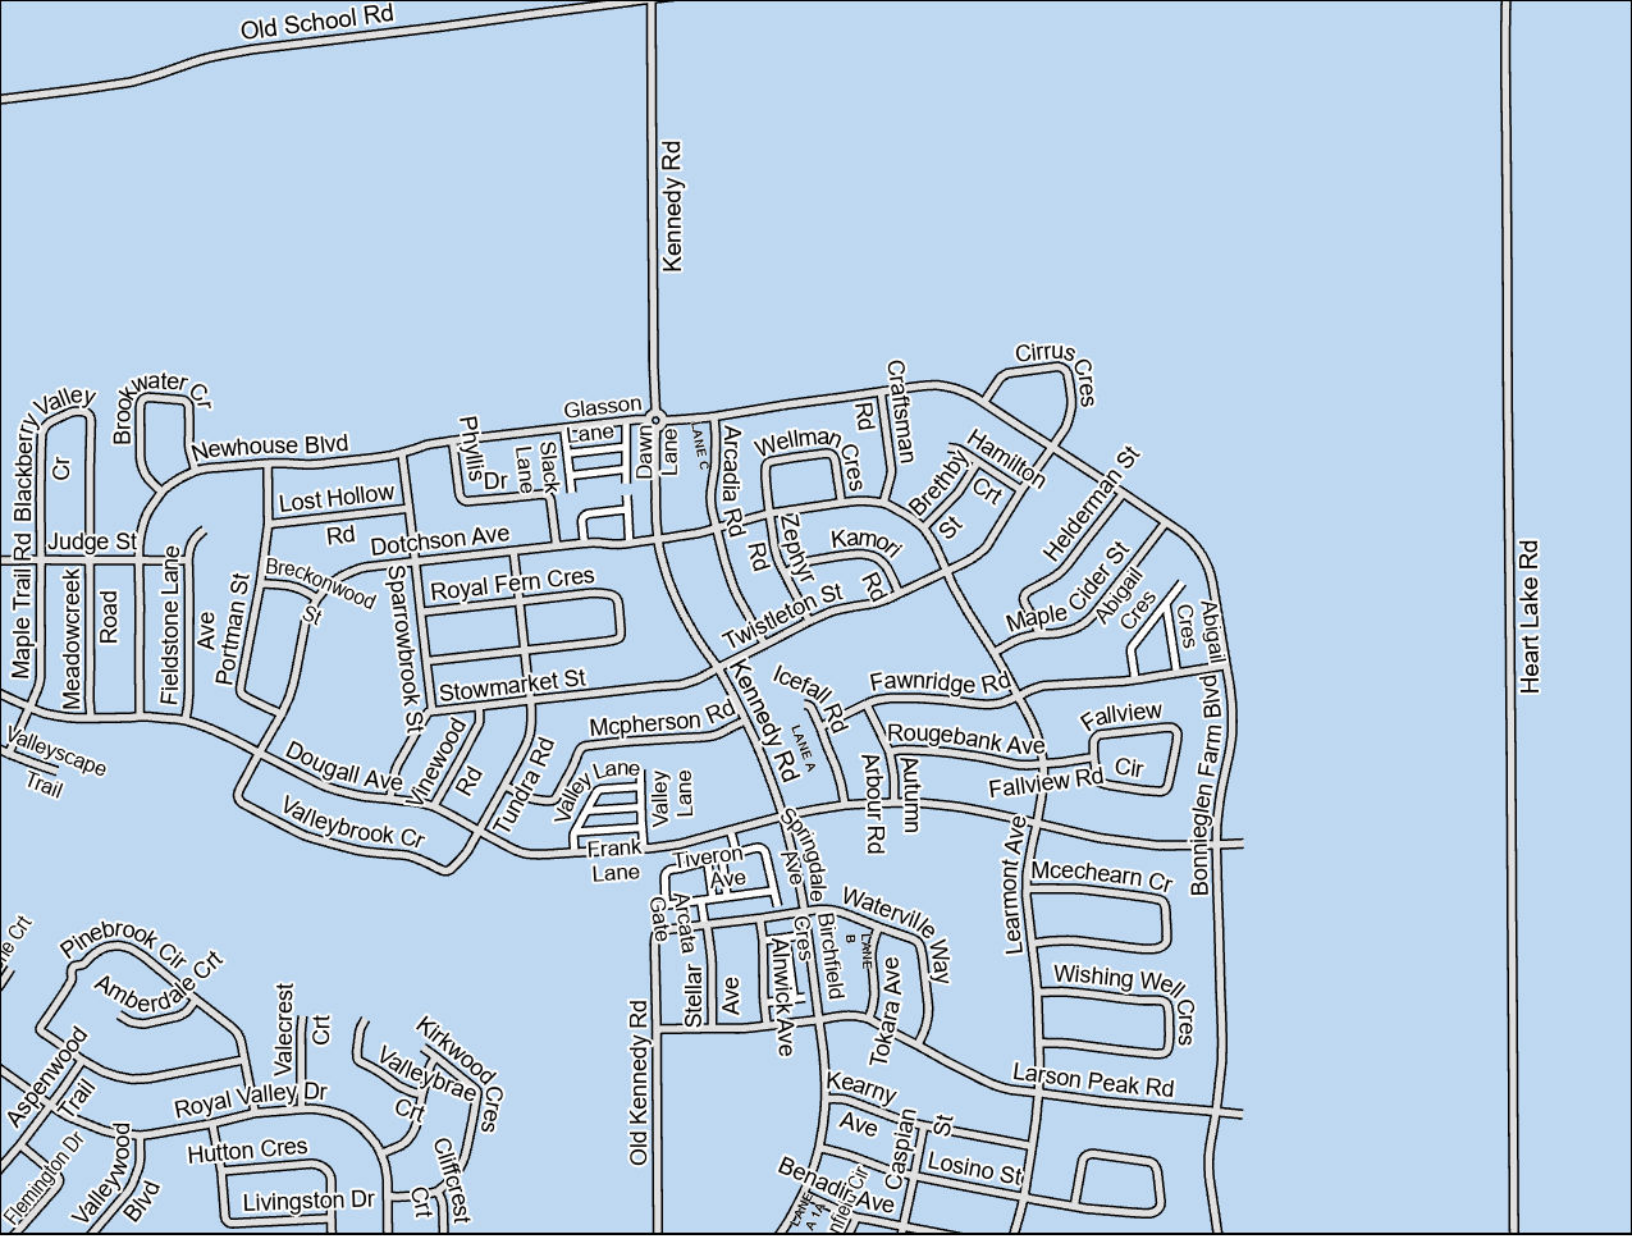 Old School Rd
Kennedy Rd
Heart Lake Rd
Cirrus
Cres
Craftsman
Rd
Glasson
Lane
Dawn
Lane
LANE C
Arcadia Rd
Wellman
Cres
Hamilton
Crt
Brethby
St
Helderman St
Maple Cider St
Abigail
Cres
Abigail
Cres
Blackberry Valley
Cr
Brookwater Cr
Newhouse Blvd
Phyllis
Dr
Slack
Lane
Lost Hollow
Rd
Dotchson Ave
Judge St
Maple Trail Rd
Meadowcreek
Road
Fieldstone Lane
Ave
Portman St
Breckonwood
St
Sparrowbrook St
Royal Fern Cres
Zephyr
Rd
Kamori
Rd
Twistleton St
Stowmarket St
Kennedy Rd
Icefall Rd
LANE A
Fawnridge Rd
Rougebank Ave
Fallview
Cir
Fallview Rd
Arbour Rd
Autumn
Bonnieglen Farm Blvd
Valleyscape
Trail
Dougall Ave
Vinewood
Rd
Tundra Rd
Mcpherson Rd
Valley Lane
Valley
Lane
Valleybrook Cr
Frank
Lane
Tiveron
Ave
Springdale
Ave
Learmont Ave
Mcechearn Cr
Wishing Well
Cres
Arcata
Gate
Stellar
Ave
Alnwick Ave
Birchfield
Cres
LANE
B
Waterville Way
Tokara Ave
Old Kennedy Rd
Larson Peak Rd
Kearny
Ave
Caspian
St
Losino St
Benadir Ave
LANE
A 1A
Pinebrook Cir
Amberdale Crt
Valecrest
Crt
Kirkwood
Cres
Valleybrae
Crt
Aspenwood
Trail
Royal Valley Dr
Hutton Cres
Livingston Dr
Flemington Dr
Valleywood
Blvd
Cliffcrest
Crt